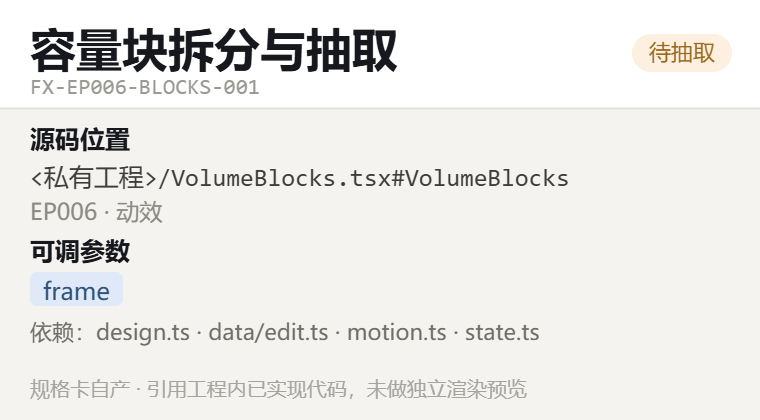 容量块拆分与抽取
待抽取
FX-EP006-BLOCKS-001
源码位置
<私有工程>/VolumeBlocks.tsx#VolumeBlocks
EP006 · 动效
可调参数
frame
依赖：design.ts · data/edit.ts · motion.ts · state.ts
规格卡自产 · 引用工程内已实现代码，未做独立渲染预览